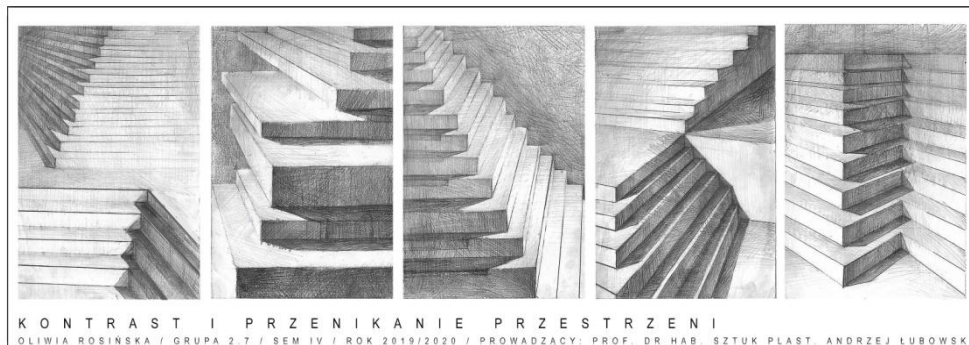 KONTRAST I PRZENIKANIE PRZESTRZENI
OLIWIA ROSIŃSKA / GRUPA 2.7 / SEM IV / ROK 2019/2020 / PROWADZĄCY: PROF. DR HAB. SZTUK PLAST. ANDRZEJ ŁUBOWSK